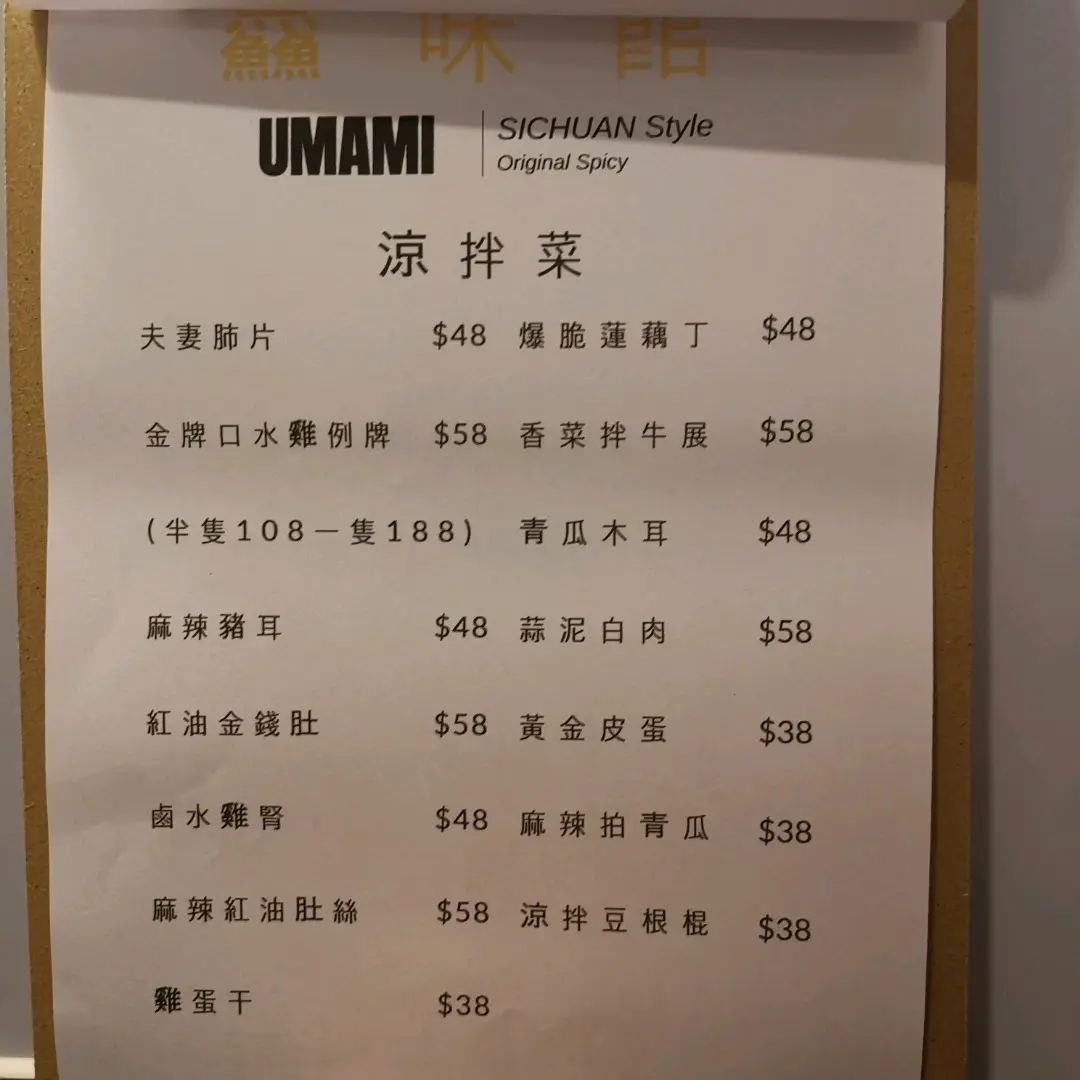 鱻味館
UMAMI
SICHUAN Style
Original Spicy
涼拌菜
夫妻肺片 $48 爆脆蓮藕丁 $48
金牌口水雞例牌 $58 香菜拌牛展 $58
(半隻108一隻188) 青瓜木耳 $48
麻辣豬耳 $48 蒜泥白肉 $58
紅油金錢肚 $58 黃金皮蛋 $38
鹵水雞腎 $48 麻辣拍青瓜 $38
麻辣紅油肚絲 $58 涼拌豆根棍 $38
雞蛋干 $38